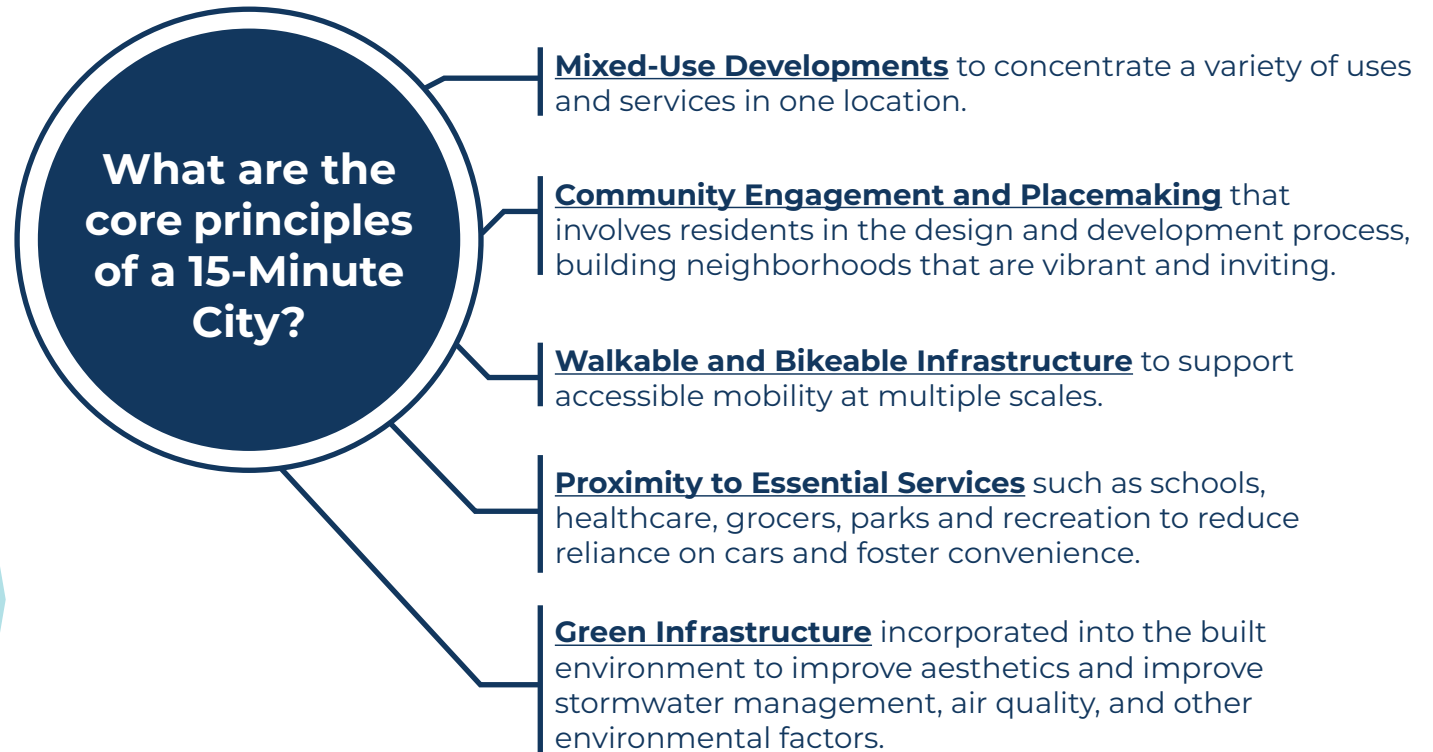 What are the
core principles
of a 15-Minute
City?
Mixed-Use Developments to concentrate a variety of uses
and services in one location.
Community Engagement and Placemaking that
involves residents in the design and development process,
building neighborhoods that are vibrant and inviting.
Walkable and Bikeable Infrastructure to support
accessible mobility at multiple scales.
Proximity to Essential Services such as schools,
healthcare, grocers, parks and recreation to reduce
reliance on cars and foster convenience.
Green Infrastructure incorporated into the built
environment to improve aesthetics and improve
stormwater management, air quality, and other
environmental factors.